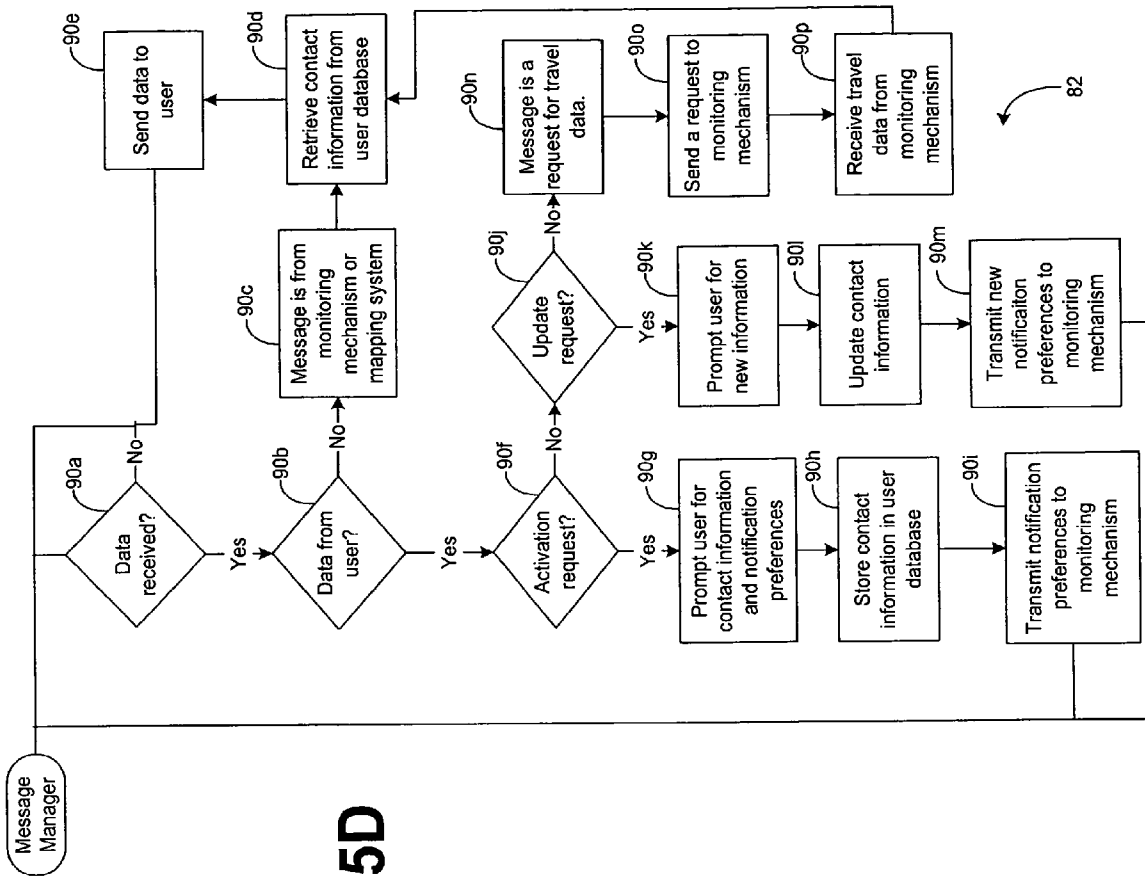 Message
Manager
5D
90a
Data
received?
No
Yes
90b
Data from
user?
No
Yes
90c
Message is from
monitoring
mechanism or
mapping system
90d
Retrieve contact
information from
user database
90e
Send data to
user
90f
Activation
request?
No
Yes
90g
Prompt user for
contact information
and notification
preferences
90h
Store contact
information in user
database
90i
Transmit notification
preferences to
monitoring
mechanism
90j
Update
request?
No
Yes
90k
Prompt user for
new information
90l
Update contact
information
90m
Transmit new
notificaiton
preferences to
monitoring
mechanism
90n
Message is a
request for travel
data.
90o
Send a request to
monitoring
mechanism
90p
Receive travel
data from
monitoring
mechanism
82